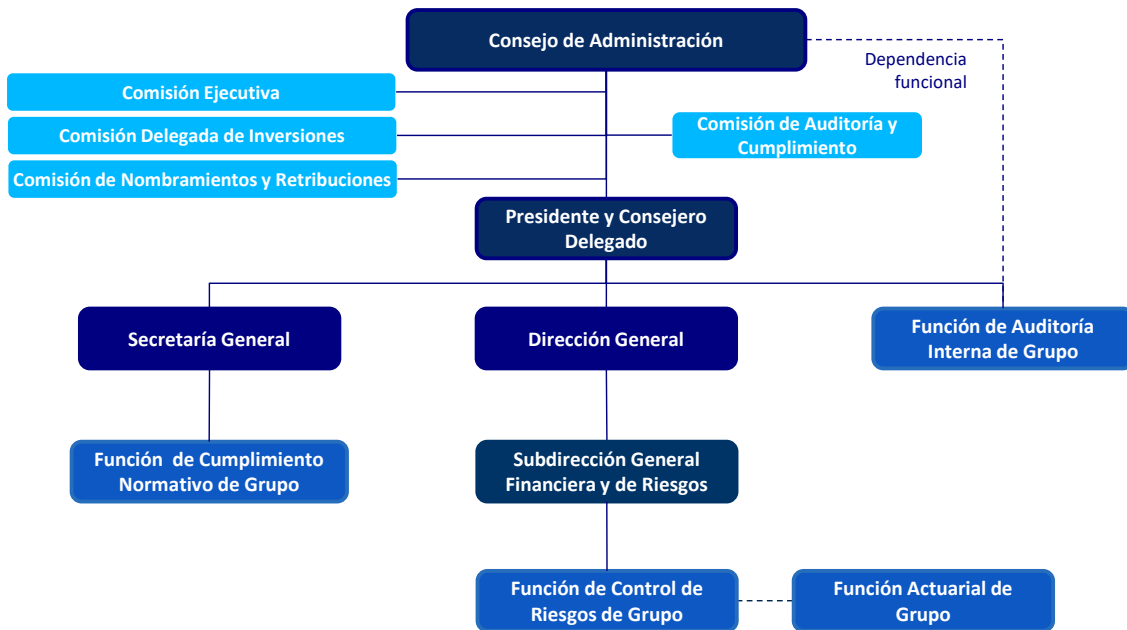 Consejo de Administración
Dependencia
funcional
Comisión Ejecutiva
Comisión Delegada de Inversiones
Comisión de Auditoría y
Cumplimiento
Comisión de Nombramientos y Retribuciones
Presidente y Consejero
Delegado
Secretaría General
Dirección General
Función de Auditoría
Interna de Grupo
Función de Cumplimiento
Normativo de Grupo
Subdirección General
Financiera y de Riesgos
Función de Control de
Riesgos de Grupo
Función Actuarial de
Grupo